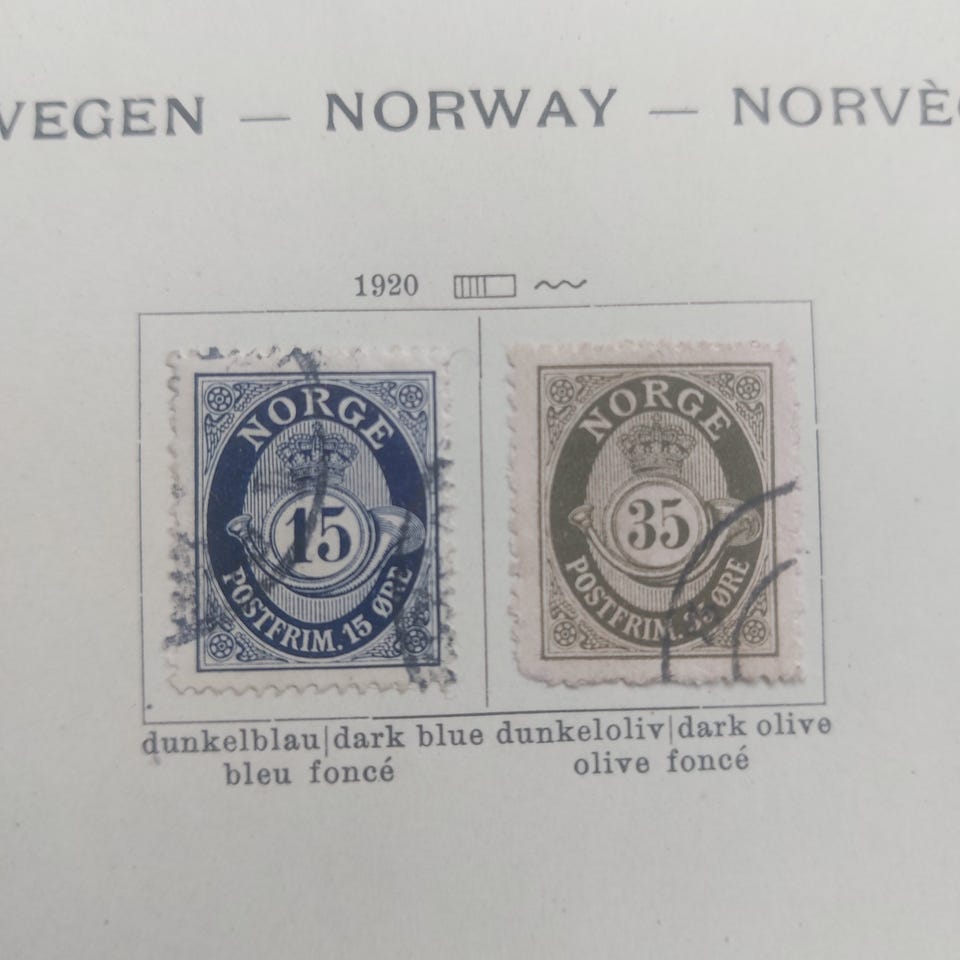 VEGEN — NORWAY — NORVÈ
1920
NORGE
15
POSTFRIM. 15 ØRE
NORGE
35
POSTFRIM. 35 ØRE
dunkelblau|dark blue
bleu foncé
dunkeloliv|dark olive
olive foncé